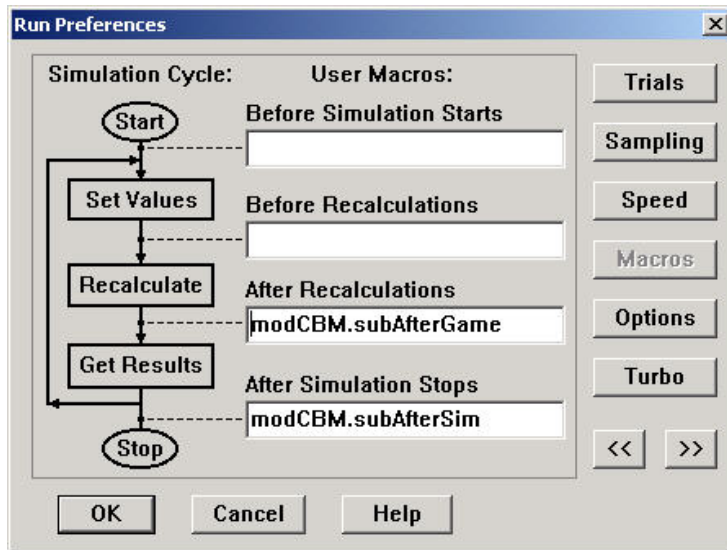 Run Preferences
Simulation Cycle: User Macros:
Start
Before Simulation Starts
Set Values
Before Recalculations
Recalculate
After Recalculations
modCBM.subAfterGame
Get Results
After Simulation Stops
modCBM.subAfterSim
Stop
Trials
Sampling
Speed
Macros
Options
Turbo
<< >>
OK Cancel Help